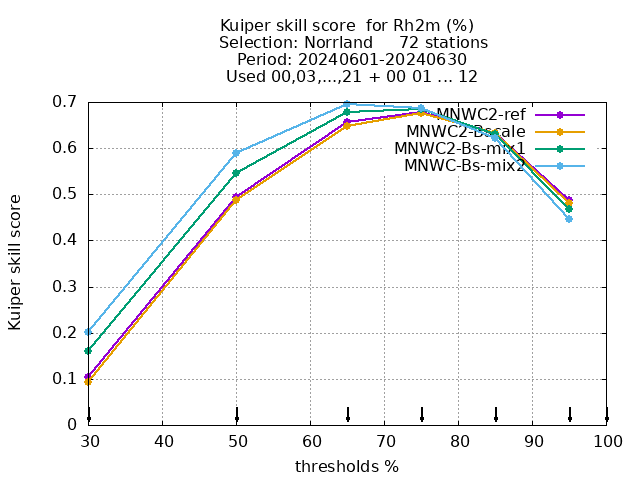 Kuiper skill score  for Rh2m (%)
Selection: Norrland     72 stations
Period: 20240601-20240630
Used 00,03,...,21 + 00 01 ... 12
MNWC2-ref
MNWC2-Bscale
MNWC2-Bs-mix1
MNWC-Bs-mix2
0.7
0.6
0.5
0.4
0.3
0.2
0.1
0
Kuiper skill score
30 40 50 60 70 80 90 100
thresholds %